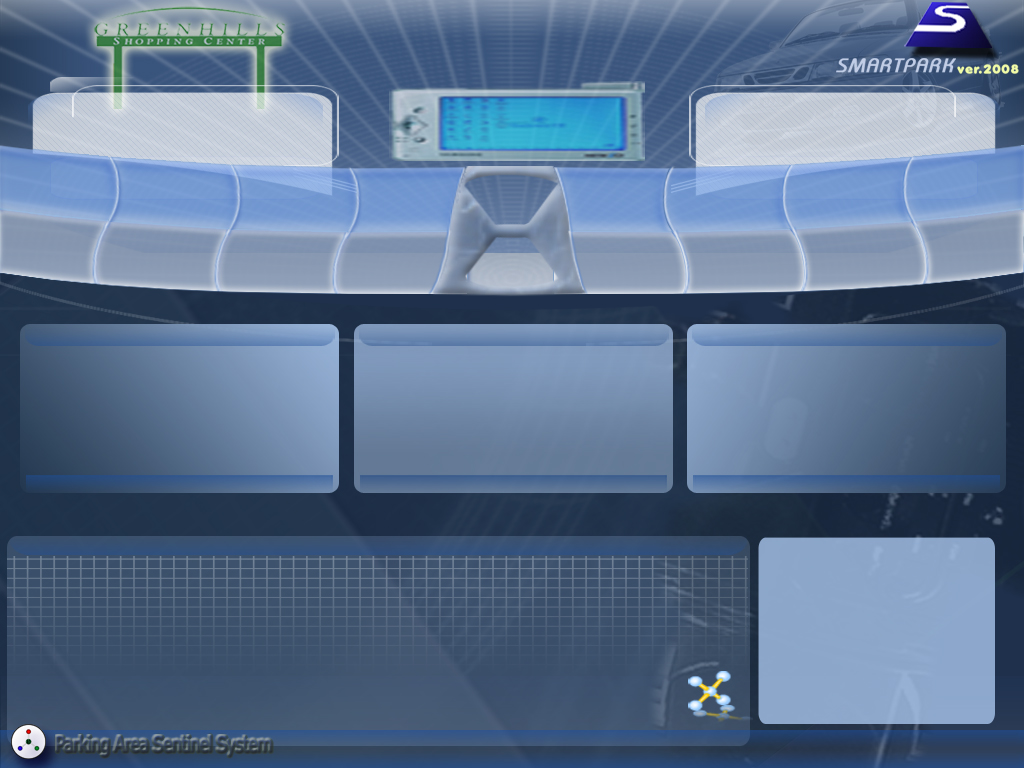 GREENHILLS
SHOPPING CENTER
S
SMARTPARK ver.2008
Parking Area Sentinel System